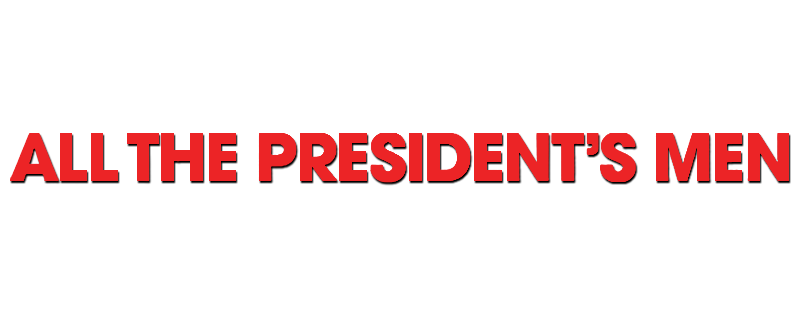 ALL THE PRESIDENT’S MEN